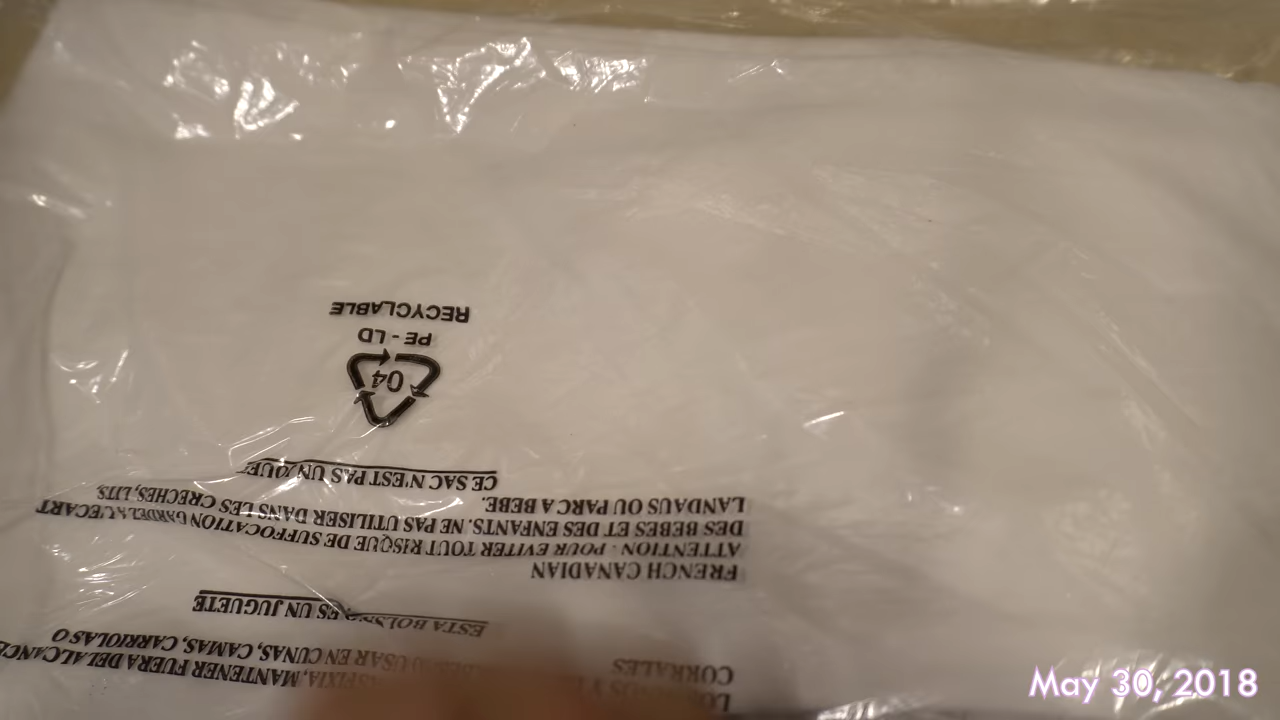 ASFIXIA, MANTENER FUERA DEL ALCANCE
USAR EN CUNAS, CAMAS, CARRIOLAS O
CORRALES
ESTA ES UN JUGUETE
FRENCH CANADIAN
ATTENTION - POUR EVITER TOUT RISQUE DE SUFFOCATION GARDEL A L'ECART
DES BEBES ET DES ENFANTS. NE PAS UTILISER DANS LES CRECHES, LITS,
LANDAUS OU PARC A BEBE.
CE SAC N'EST PAS UN JOUET
04
PE - LD
RECYCLABLE
May 30, 2018